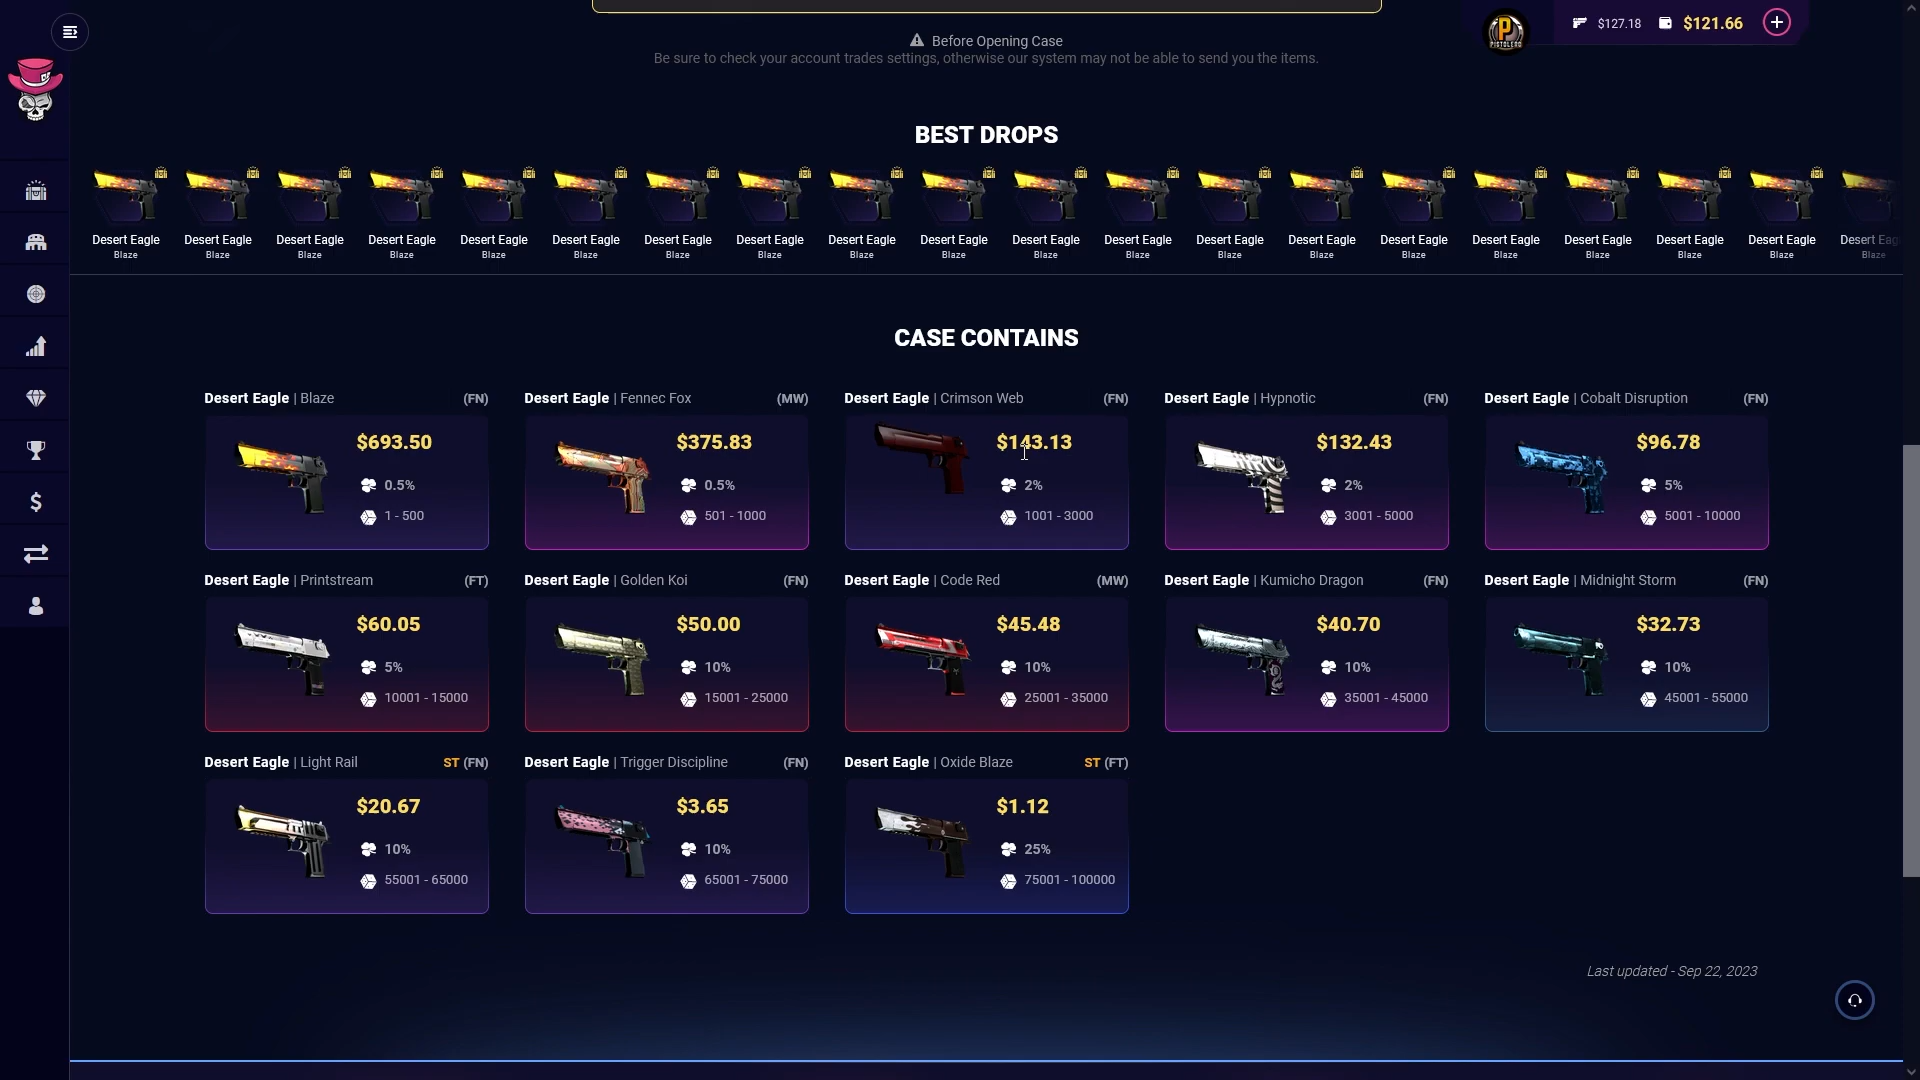 $127.18 $121.66
PISTOLERO
Before Opening Case
Be sure to check your account trades settings, otherwise our system may not be able to send you the items.
BEST DROPS
Desert Eagle Desert Eagle Desert Eagle Desert Eagle Desert Eagle Desert Eagle Desert Eagle Desert Eagle Desert Eagle Desert Eagle Desert Eagle Desert Eagle Desert Eagle Desert Eagle Desert Eagle Desert Eagle Desert Eagle Desert Eagle Desert Eagle Desert Eag
Blaze Blaze Blaze Blaze Blaze Blaze Blaze Blaze Blaze Blaze Blaze Blaze Blaze Blaze Blaze Blaze Blaze Blaze Blaze Blaze
CASE CONTAINS
Desert Eagle | Blaze (FN) Desert Eagle | Fennec Fox (MW) Desert Eagle | Crimson Web (FN) Desert Eagle | Hypnotic (FN) Desert Eagle | Cobalt Disruption (FN)
$693.50 $375.83 $143.13 $132.43 $96.78
0.5% 0.5% 2% 2% 5%
1 - 500 501 - 1000 1001 - 3000 3001 - 5000 5001 - 10000
Desert Eagle | Printstream (FT) Desert Eagle | Golden Koi (FN) Desert Eagle | Code Red (MW) Desert Eagle | Kumicho Dragon (FN) Desert Eagle | Midnight Storm (FN)
$60.05 $50.00 $45.48 $40.70 $32.73
5% 10% 10% 10% 10%
10001 - 15000 15001 - 25000 25001 - 35000 35001 - 45000 45001 - 55000
Desert Eagle | Light Rail ST (FN) Desert Eagle | Trigger Discipline (FN) Desert Eagle | Oxide Blaze ST (FT)
$20.67 $3.65 $1.12
10% 10% 25%
55001 - 65000 65001 - 75000 75001 - 100000
Last updated - Sep 22, 2023